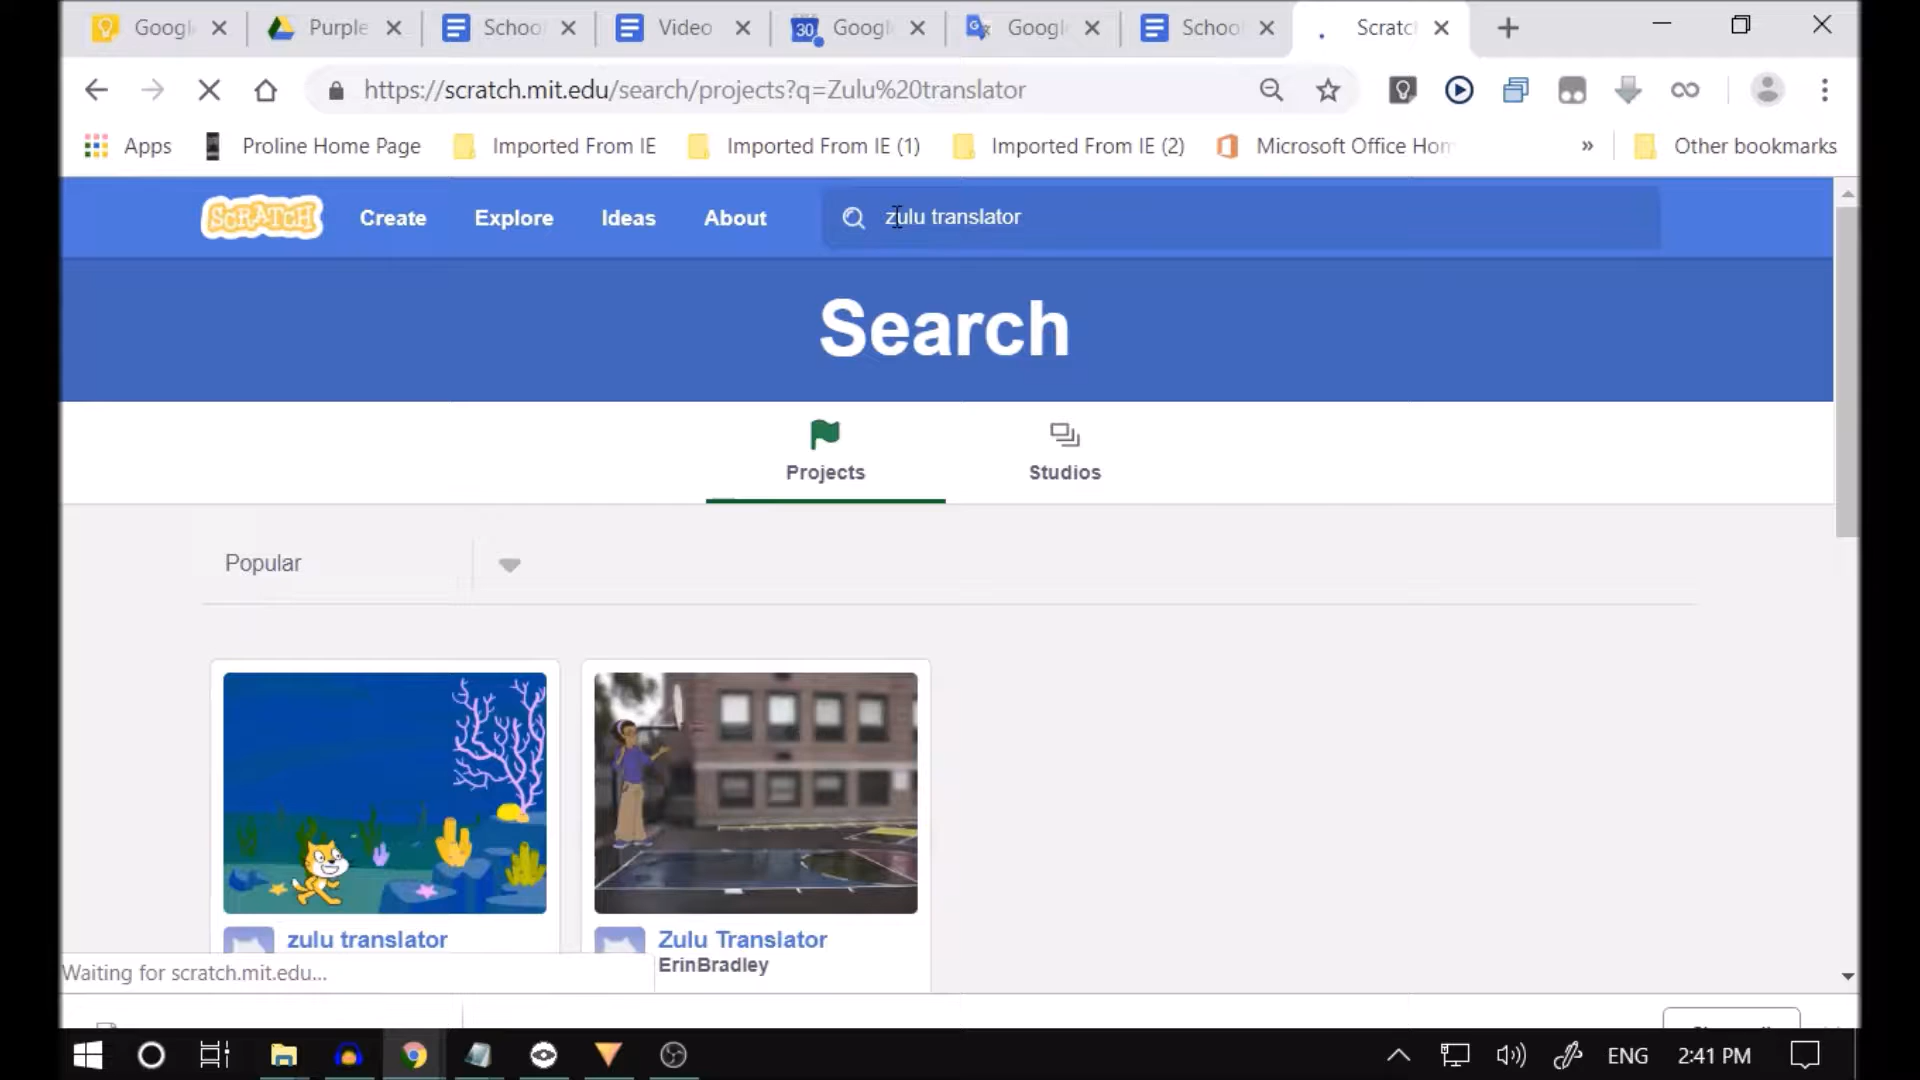 Googl
Purple
Schoo
Video
30
Googl
Googl
School
Scratc
https://scratch.mit.edu/search/projects?q=Zulu%20translator
Apps
Proline Home Page
Imported From IE
Imported From IE (1)
Imported From IE (2)
Microsoft Office Hom
»
Other bookmarks
SCRATCH
Create
Explore
Ideas
About
zulu translator
Search
Projects
Studios
Popular
zulu translator
Zulu Translator
ErinBradley
Waiting for scratch.mit.edu...
ENG
2:41 PM